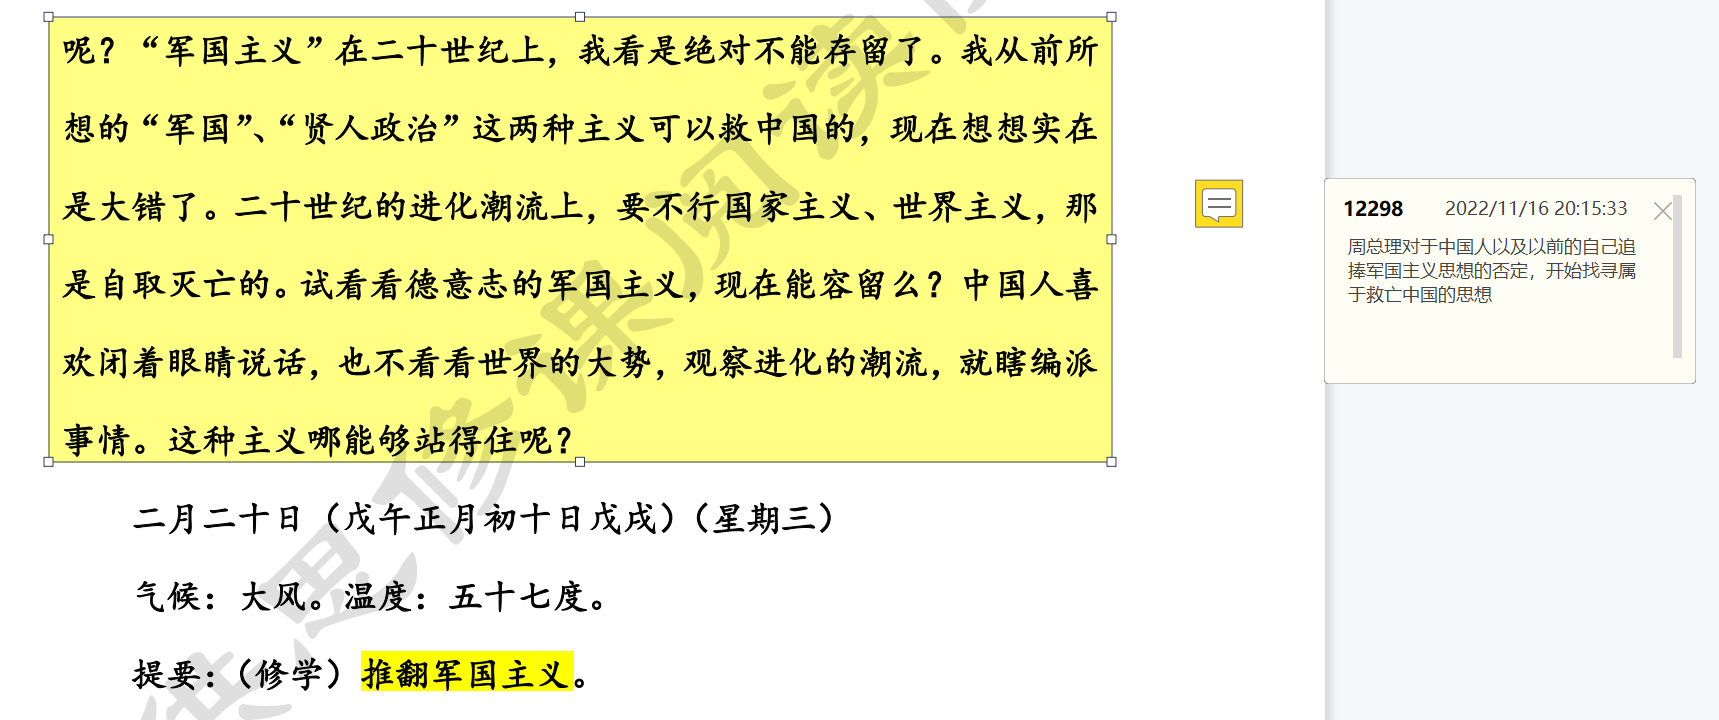 呢？“军国主义”在二十世纪上，我看是绝对不能存留了。我从前所
想的“军国”、“贤人政治”这两种主义可以救中国的，现在想想实在
是大错了。二十世纪的进化潮流上，要不行国家主义、世界主义，那
是自取灭亡的。试看看德意志的军国主义，现在能容留么？中国人喜
欢闭着眼睛说话，也不看看世界的大势，观察进化的潮流，就瞎编派
事情。这种主义哪能够站得住呢？
二月二十日（戊午正月初十日戊戌）（星期三）
气候：大风。温度：五十七度。
提要：（修学）推翻军国主义。
12298 2022/11/16 20:15:33
周总理对于中国人以及以前的自己追
捧军国主义思想的否定，开始找寻属
于救亡中国的思想
思修课阅读